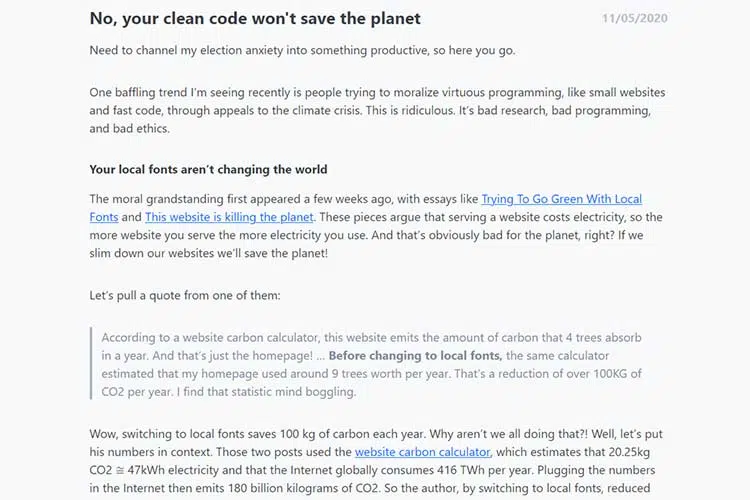 No, your clean code won't save the planet
11/05/2020
Need to channel my election anxiety into something productive, so here you go.
One baffling trend I'm seeing recently is people trying to moralize virtuous programming, like small websites
and fast code, through appeals to the climate crisis. This is ridiculous. It's bad research, bad programming,
and bad ethics.
Your local fonts aren't changing the world
The moral grandstanding first appeared a few weeks ago, with essays like Trying To Go Green With Local
Fonts and This website is killing the planet. These pieces argue that serving a website costs electricity, so the
more website you serve the more electricity you use. And that's obviously bad for the planet, right? If we
slim down our websites we'll save the planet!
Let's pull a quote from one of them:
According to a website carbon calculator, this website emits the amount of carbon that 4 trees absorb
in a year. And that's just the homepage! ... Before changing to local fonts, the same calculator
estimated that my homepage used around 9 trees worth per year. That's a reduction of over 100KG of
CO2 per year. I find that statistic mind boggling.
Wow, switching to local fonts saves 100 kg of carbon each year. Why aren't we all doing that?! Well, let's put
his numbers in context. Those two posts used the website carbon calculator, which estimates that 20.25kg
CO2 ≅ 47kWh electricity and that the Internet globally consumes 416 TWh per year. Plugging the numbers
in the Internet then emits 180 billion kilograms of CO2. So the author, by switching to local fonts, reduced